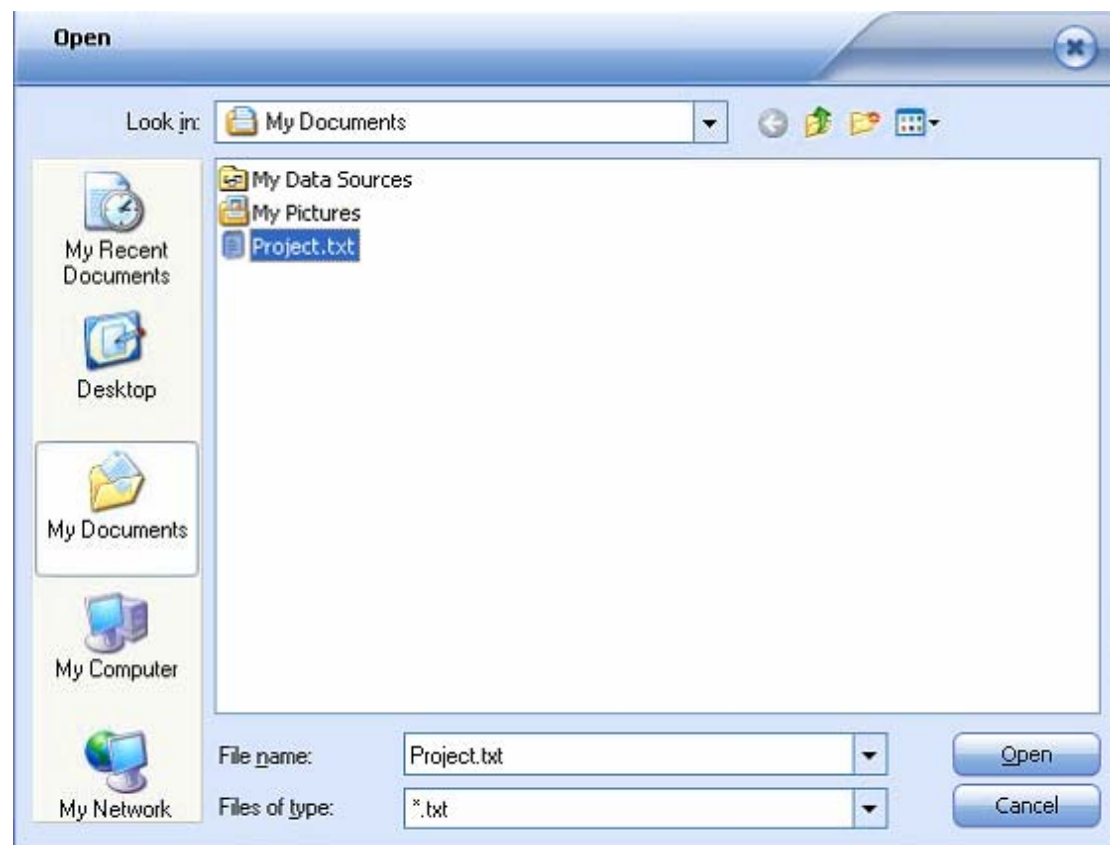 Open
Look in:
My Documents
My Data Sources
My Pictures
Project.txt
My Recent
Documents
Desktop
My Documents
My Computer
My Network
File name:
Project.txt
Open
Files of type:
*.txt
Cancel